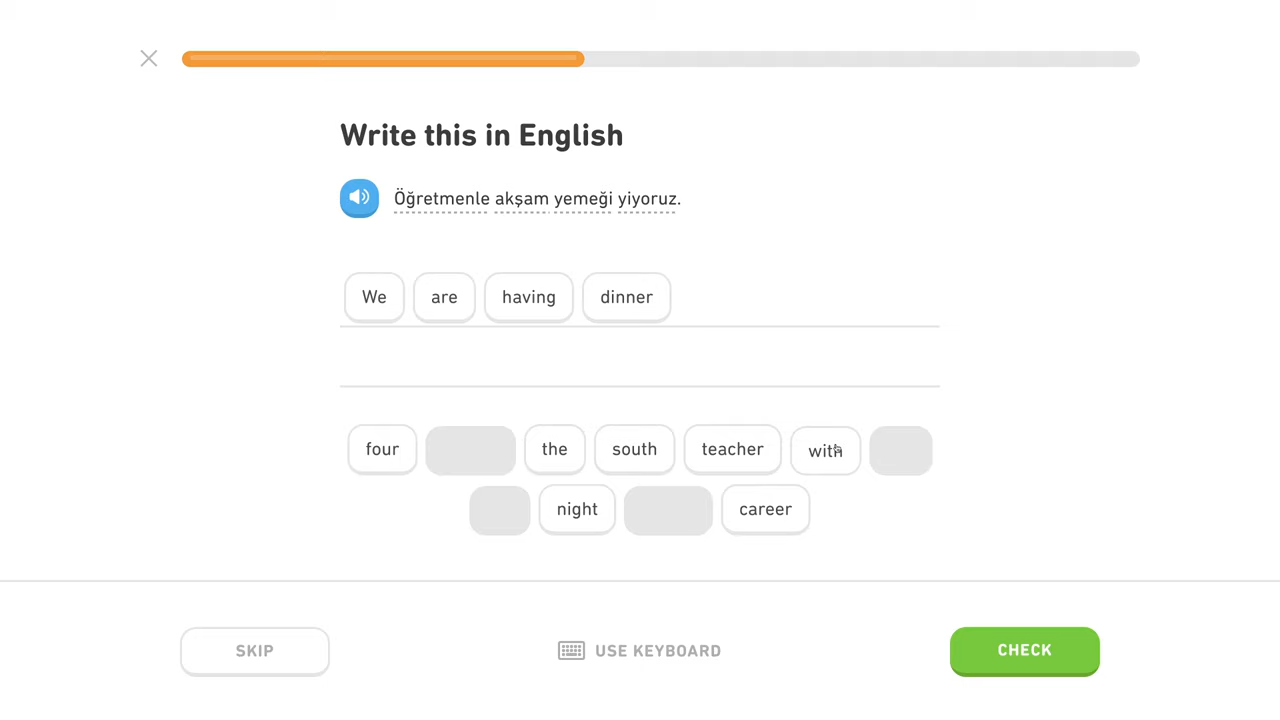 Write this in English
Öğretmenle akşam yemeği yiyoruz.
We are having dinner
four the south teacher with
night career
SKIP USE KEYBOARD CHECK